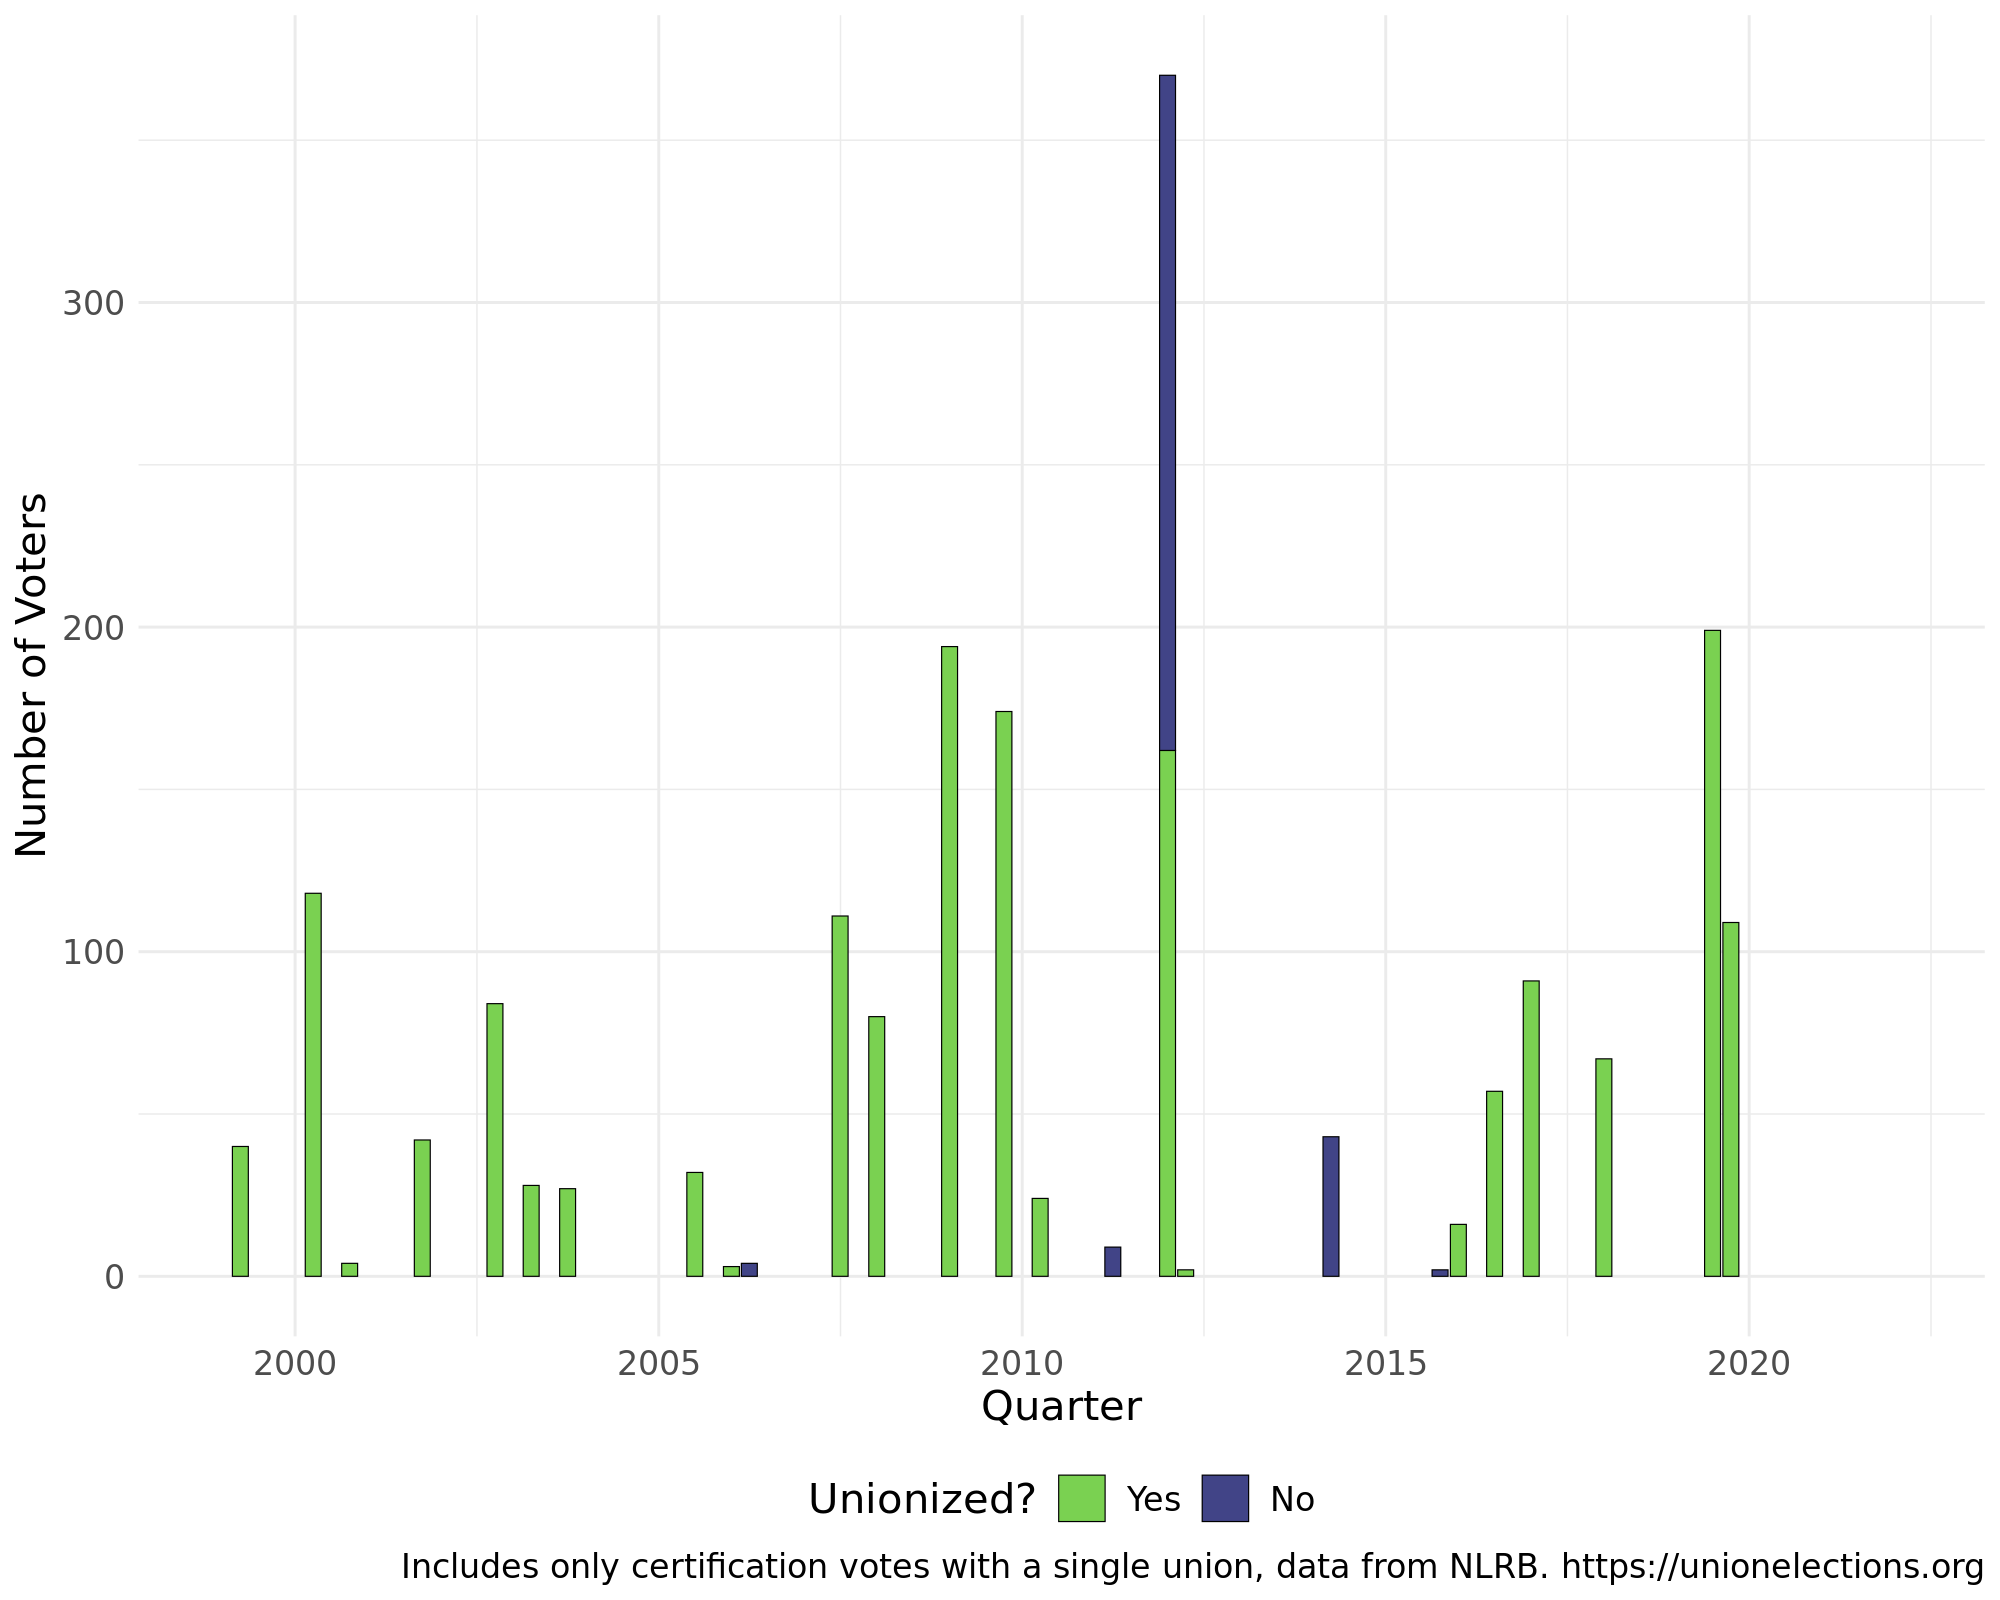 Number of Voters
300
200
100
0
2000 2005 2010 2015 2020
Quarter
Unionized? Yes No
Includes only certification votes with a single union, data from NLRB. https://unionelections.org